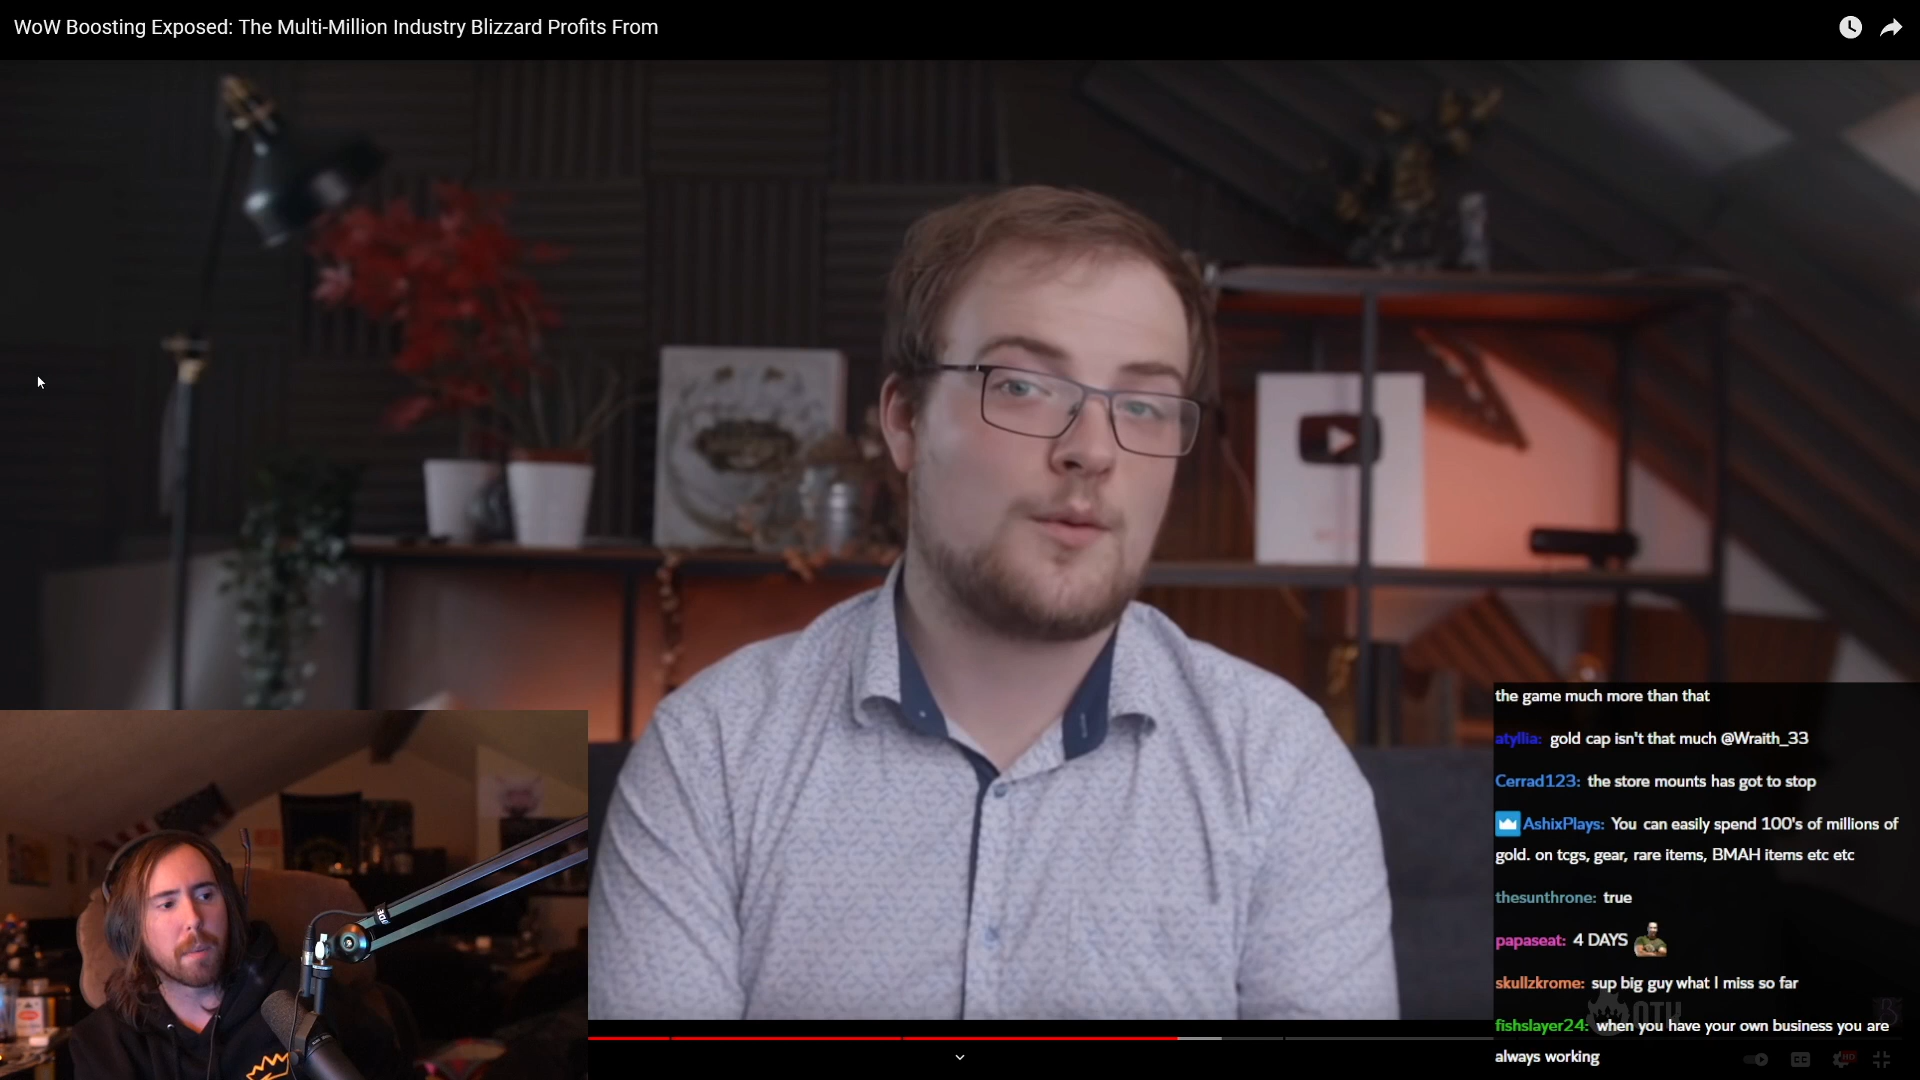 WoW Boosting Exposed: The Multi-Million Industry Blizzard Profits From
the game much more than that
atyllia: gold cap isn't that much @Wraith_33
Cerrad123: the store mounts has got to stop
AshixPlays: You can easily spend 100's of millions of
gold. on tcgs, gear, rare items, BMAH items etc etc
thesunthrone: true
papaseat: 4 DAYS
skullzkrome: sup big guy what I miss so far
OTK
fishslayer24: when you have your own business you are
always working
CC
HD